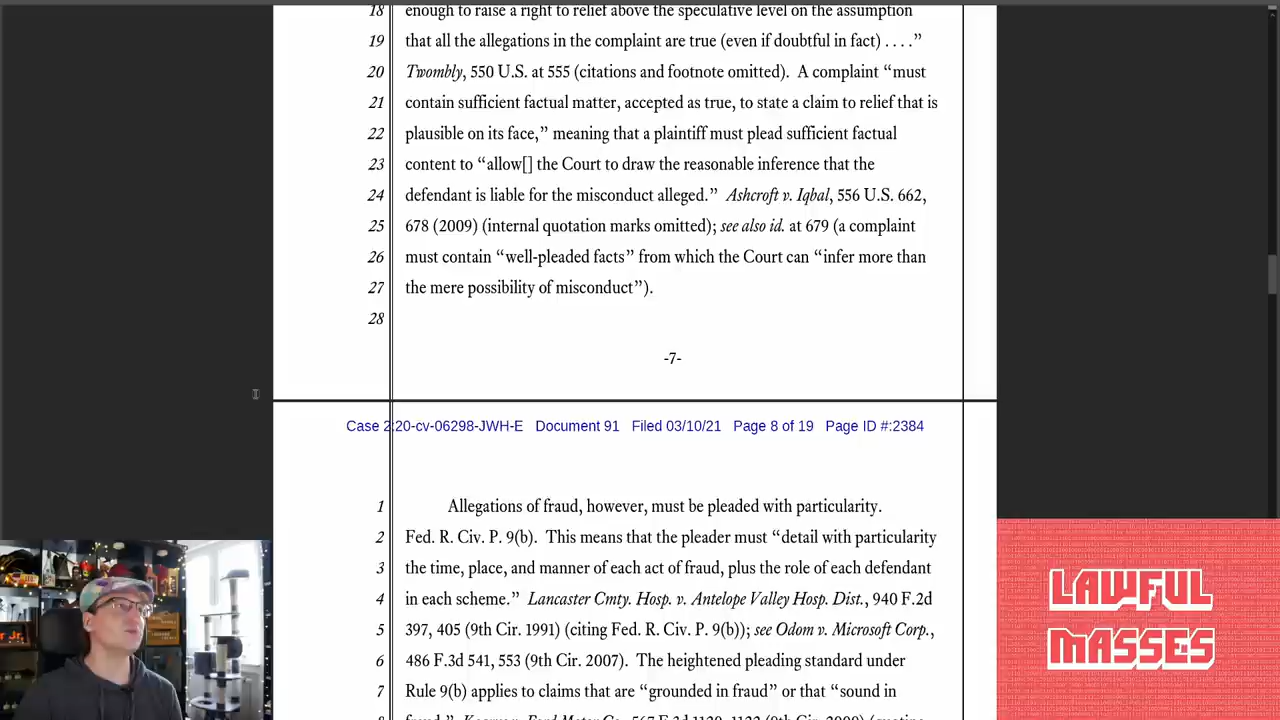 18 enough to raise a right to relief above the speculative level on the assumption
19 that all the allegations in the complaint are true (even if doubtful in fact) . . . .”
20 Twombly, 550 U.S. at 555 (citations and footnote omitted). A complaint “must
21 contain sufficient factual matter, accepted as true, to state a claim to relief that is
22 plausible on its face,” meaning that a plaintiff must plead sufficient factual
23 content to “allow[] the Court to draw the reasonable inference that the
24 defendant is liable for the misconduct alleged.” Ashcroft v. Iqbal, 556 U.S. 662,
25 678 (2009) (internal quotation marks omitted); see also id. at 679 (a complaint
26 must contain “well-pleaded facts” from which the Court can “infer more than
27 the mere possibility of misconduct”).
28
-7-
Case 2:20-cv-06298-JWH-E Document 91 Filed 03/10/21 Page 8 of 19 Page ID #:2384
1 Allegations of fraud, however, must be pleaded with particularity.
2 Fed. R. Civ. P. 9(b). This means that the pleader must “detail with particularity
3 the time, place, and manner of each act of fraud, plus the role of each defendant
4 in each scheme.” Lancaster Cmty. Hosp. v. Antelope Valley Hosp. Dist., 940 F.2d
5 397, 405 (9th Cir. 1991) (citing Fed. R. Civ. P. 9(b)); see Odom v. Microsoft Corp.,
6 486 F.3d 541, 553 (9th Cir. 2007). The heightened pleading standard under
7 Rule 9(b) applies to claims that are “grounded in fraud” or that “sound in
LAWFUL
MASSES